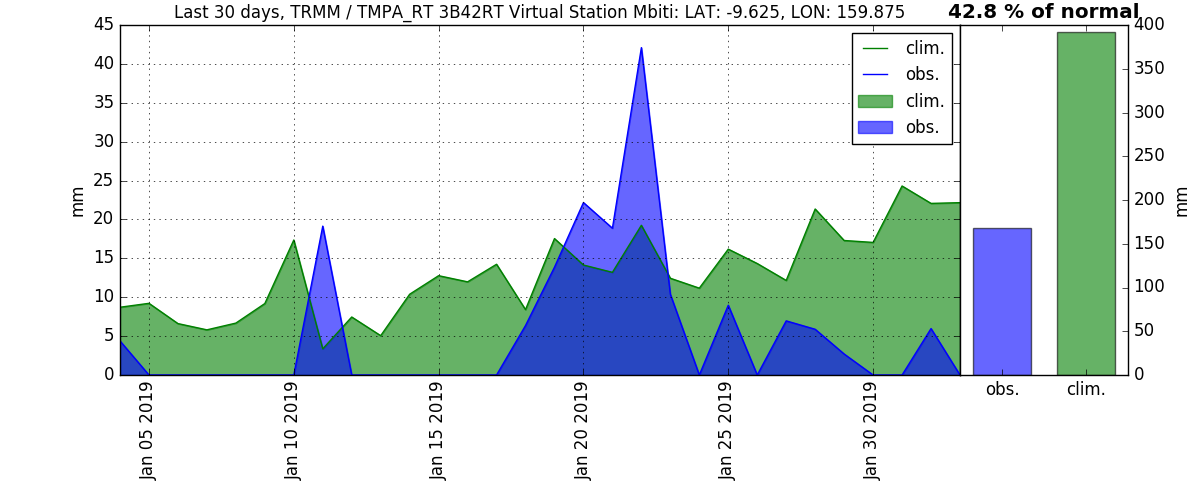 Last 30 days, TRMM / TMPA_RT 3B42RT Virtual Station Mbiti: LAT: -9.625, LON: 159.875
42.8 % of normal
45
40
35
30
25
20
15
10
5
0
mm
clim.
obs.
clim.
obs.
Jan 05 2019
Jan 10 2019
Jan 15 2019
Jan 20 2019
Jan 25 2019
Jan 30 2019
400
350
300
250
200
150
100
50
0
mm
obs.
clim.